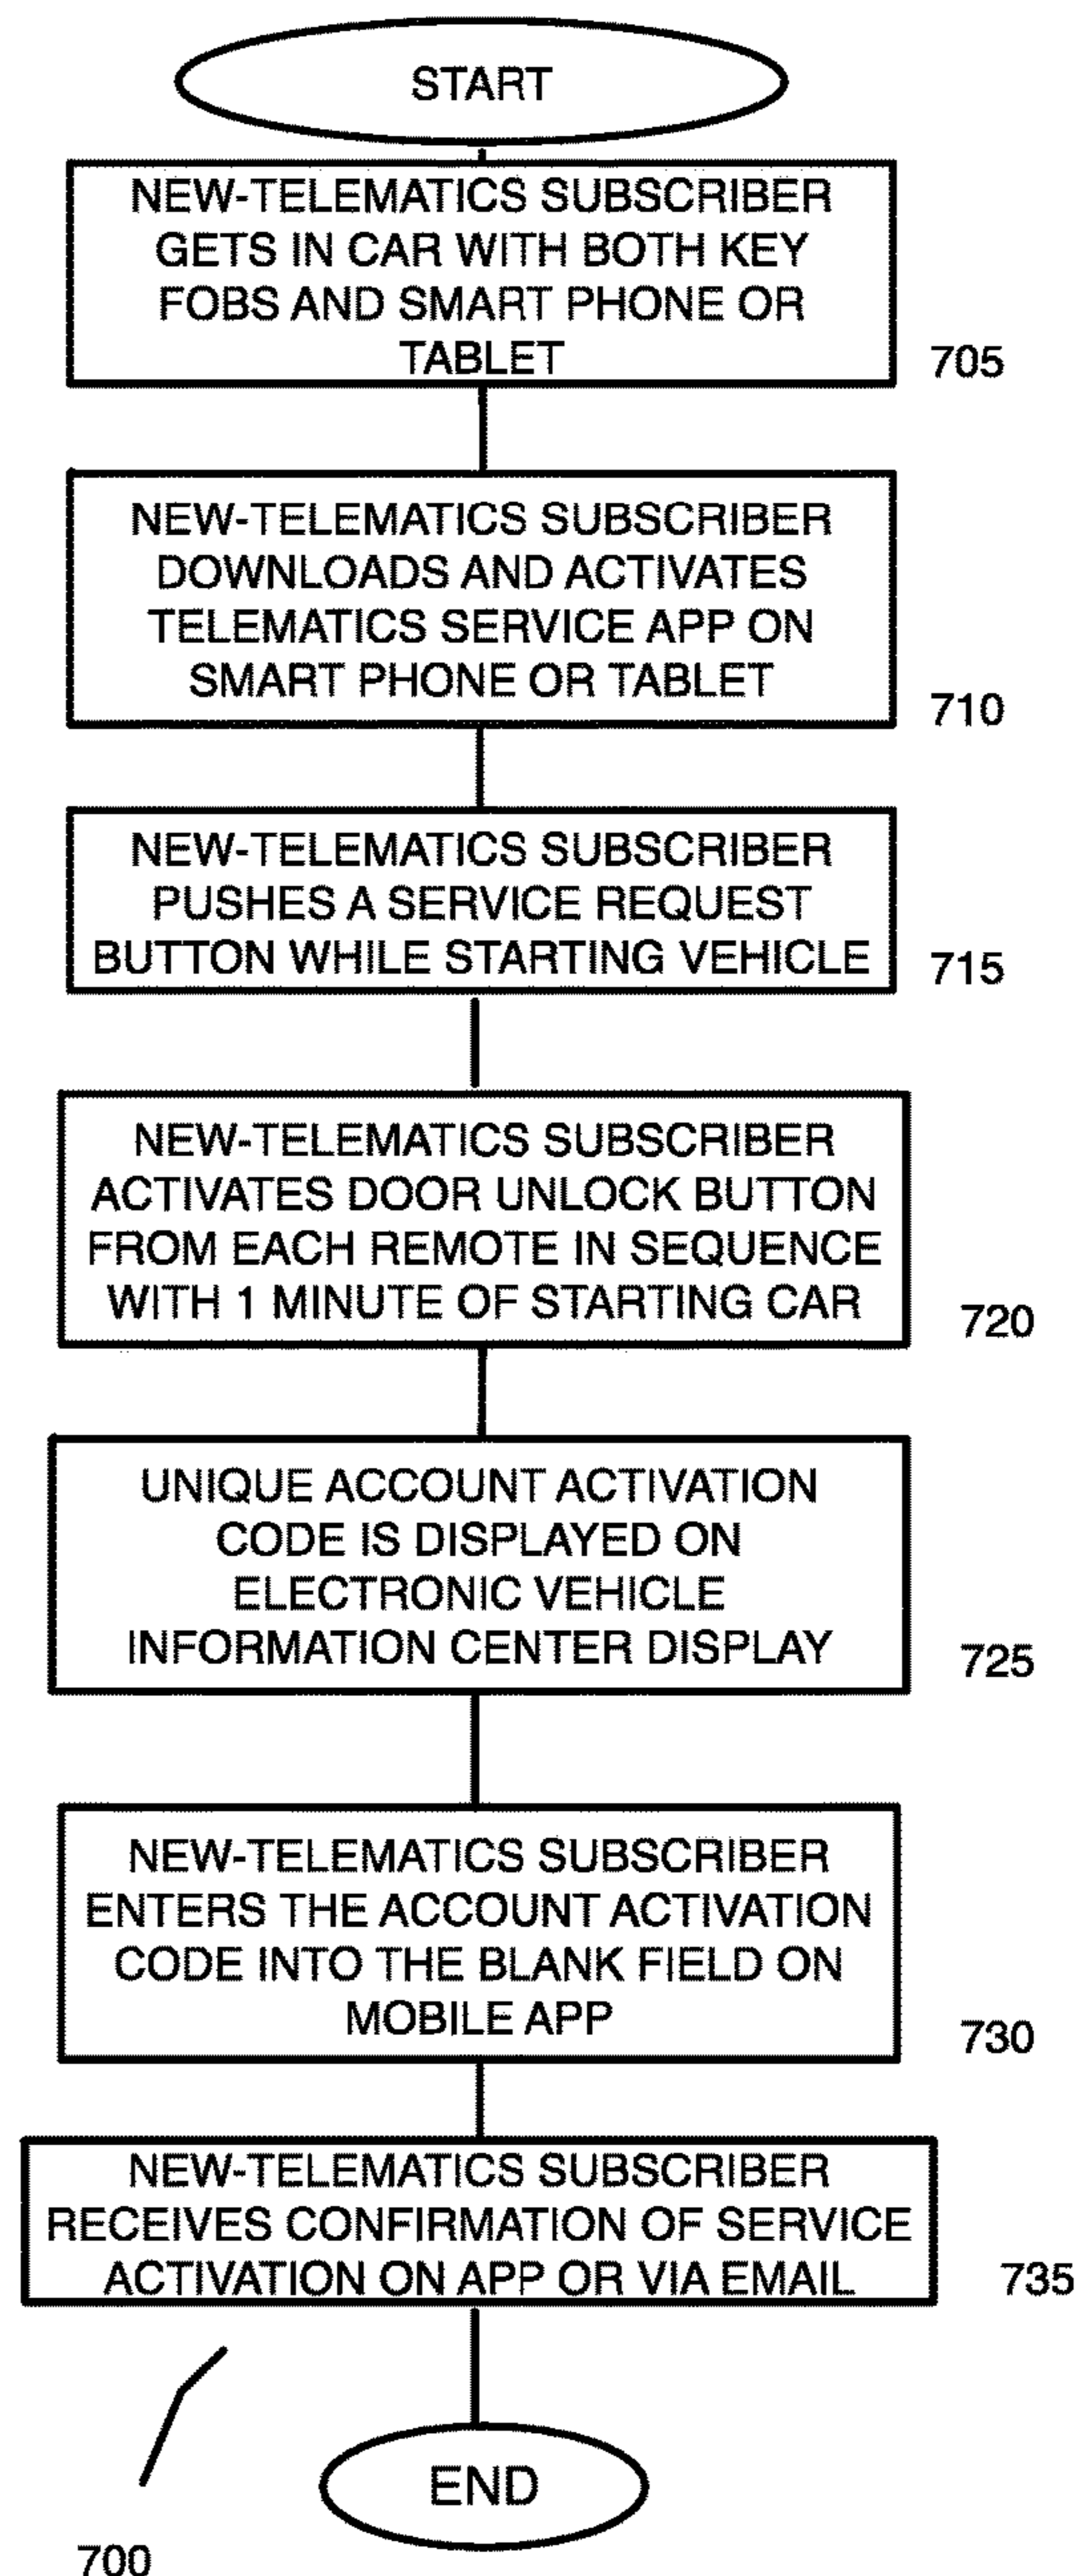 START
NEW-TELEMATICS SUBSCRIBER
GETS IN CAR WITH BOTH KEY
FOBS AND SMART PHONE OR
TABLET
705
NEW-TELEMATICS SUBSCRIBER
DOWNLOADS AND ACTIVATES
TELEMATICS SERVICE APP ON
SMART PHONE OR TABLET
710
NEW-TELEMATICS SUBSCRIBER
PUSHES A SERVICE REQUEST
BUTTON WHILE STARTING VEHICLE
715
NEW-TELEMATICS SUBSCRIBER
ACTIVATES DOOR UNLOCK BUTTON
FROM EACH REMOTE IN SEQUENCE
WITH 1 MINUTE OF STARTING CAR
720
UNIQUE ACCOUNT ACTIVATION
CODE IS DISPLAYED ON
ELECTRONIC VEHICLE
INFORMATION CENTER DISPLAY
725
NEW-TELEMATICS SUBSCRIBER
ENTERS THE ACCOUNT ACTIVATION
CODE INTO THE BLANK FIELD ON
MOBILE APP
730
NEW-TELEMATICS SUBSCRIBER
RECEIVES CONFIRMATION OF SERVICE
ACTIVATION ON APP OR VIA EMAIL
735
END
700